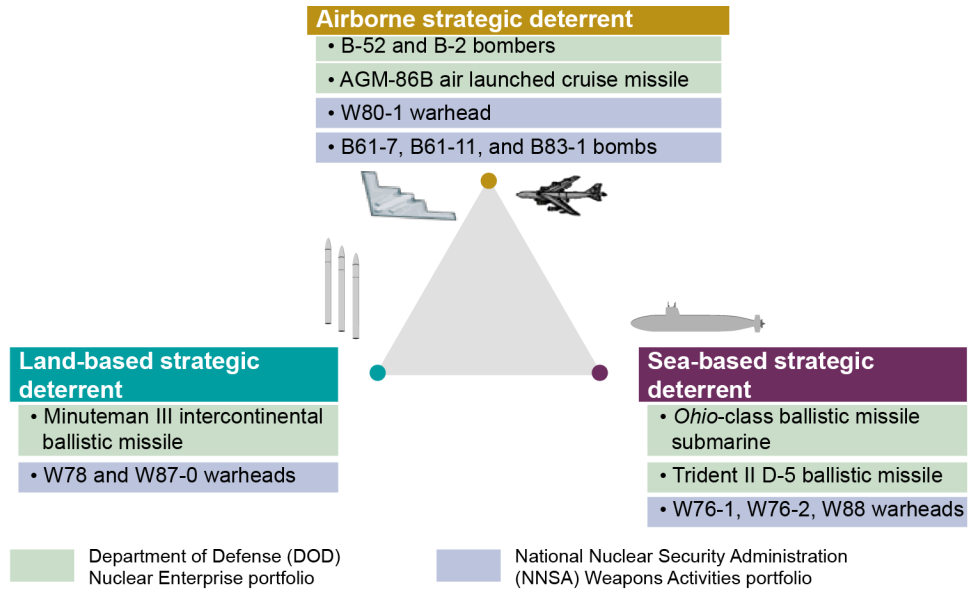 Airborne strategic deterrent
• B-52 and B-2 bombers
• AGM-86B air launched cruise missile
• W80-1 warhead
• B61-7, B61-11, and B83-1 bombs
Land-based strategic
deterrent
• Minuteman III intercontinental
ballistic missile
• W78 and W87-0 warheads
Sea-based strategic
deterrent
• Ohio-class ballistic missile
submarine
• Trident II D-5 ballistic missile
• W76-1, W76-2, W88 warheads
Department of Defense (DOD)
Nuclear Enterprise portfolio
National Nuclear Security Administration
(NNSA) Weapons Activities portfolio